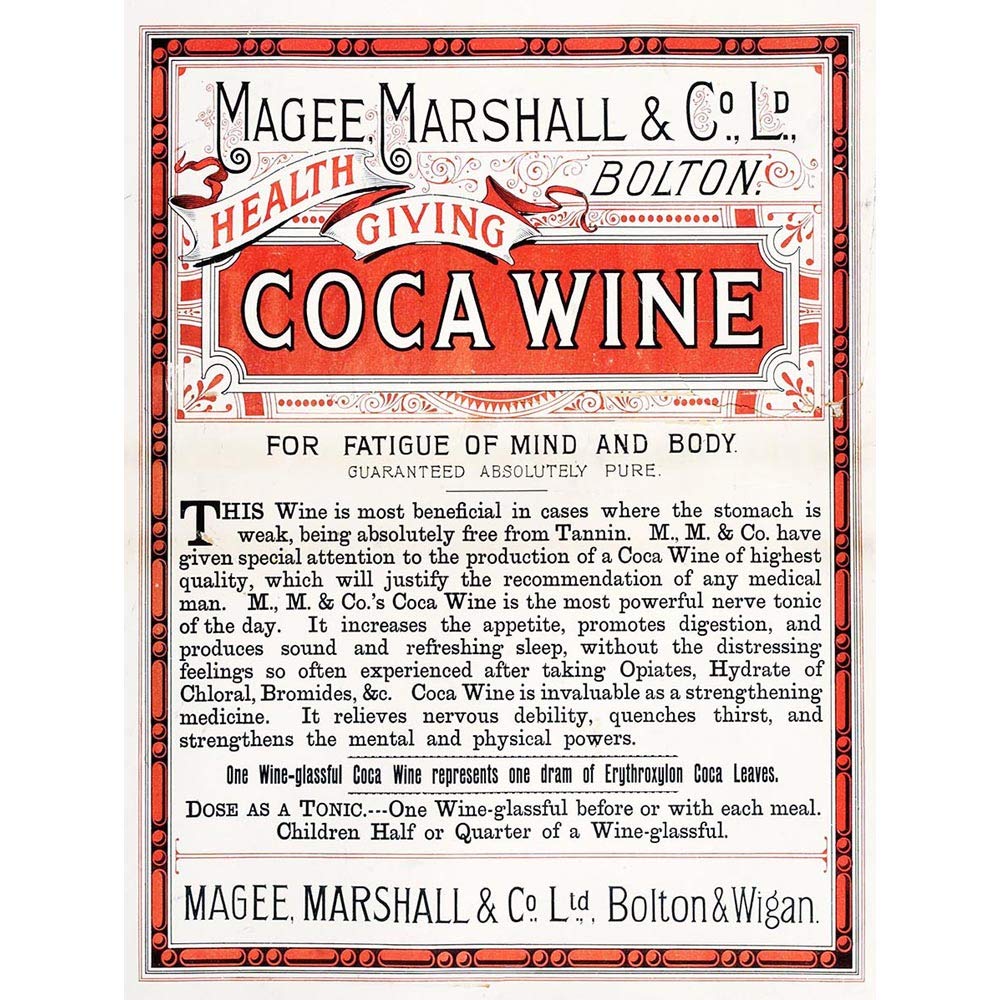 MAGEE, MARSHALL & Co., LD.,
BOLTON.
HEALTH
GIVING
COCA WINE
FOR FATIGUE OF MIND AND BODY.
GUARANTEED ABSOLUTELY PURE.
THIS Wine is most beneficial in cases where the stomach is
weak, being absolutely free from Tannin. M., M. & Co. have
given special attention to the production of a Coca Wine of highest
quality, which will justify the recommendation of any medical
man. M., M. & Co.'s Coca Wine is the most powerful nerve tonic
of the day. It increases the appetite, promotes digestion, and
produces sound and refreshing sleep, without the distressing
feelings so often experienced after taking Opiates, Hydrate of
Chloral, Bromides, &c. Coca Wine is invaluable as a strengthening
medicine. It relieves nervous debility, quenches thirst, and
strengthens the mental and physical powers.
One Wine-glassful Coca Wine represents one dram of Erythroxylon Coca Leaves.
DOSE AS A TONIC.---One Wine-glassful before or with each meal.
Children Half or Quarter of a Wine-glassful.
MAGEE, MARSHALL & Co. Ltd., Bolton & Wigan.